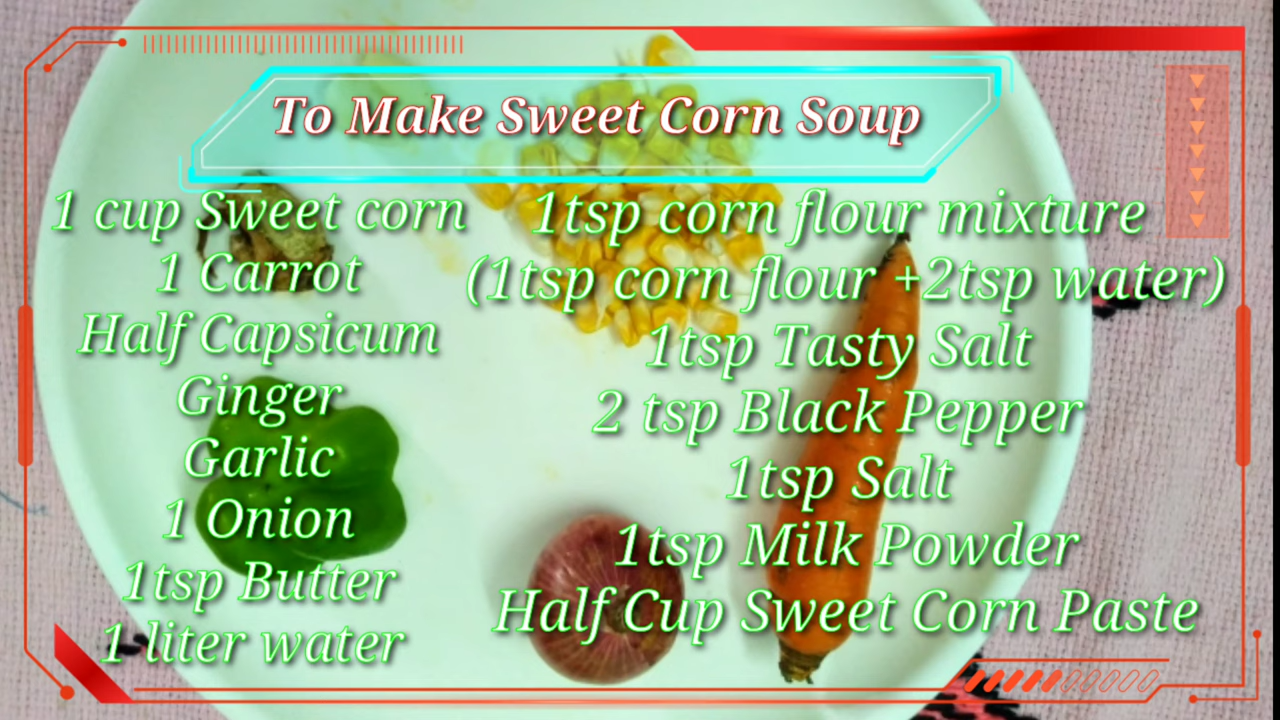 To Make Sweet Corn Soup
1 cup Sweet corn
1 Carrot
Half Capsicum
Ginger
Garlic
1 Onion
1tsp Butter
1 liter water
1tsp corn flour mixture
(1tsp corn flour +2tsp water)
1tsp Tasty Salt
2 tsp Black Pepper
1tsp Salt
1tsp Milk Powder
Half Cup Sweet Corn Paste